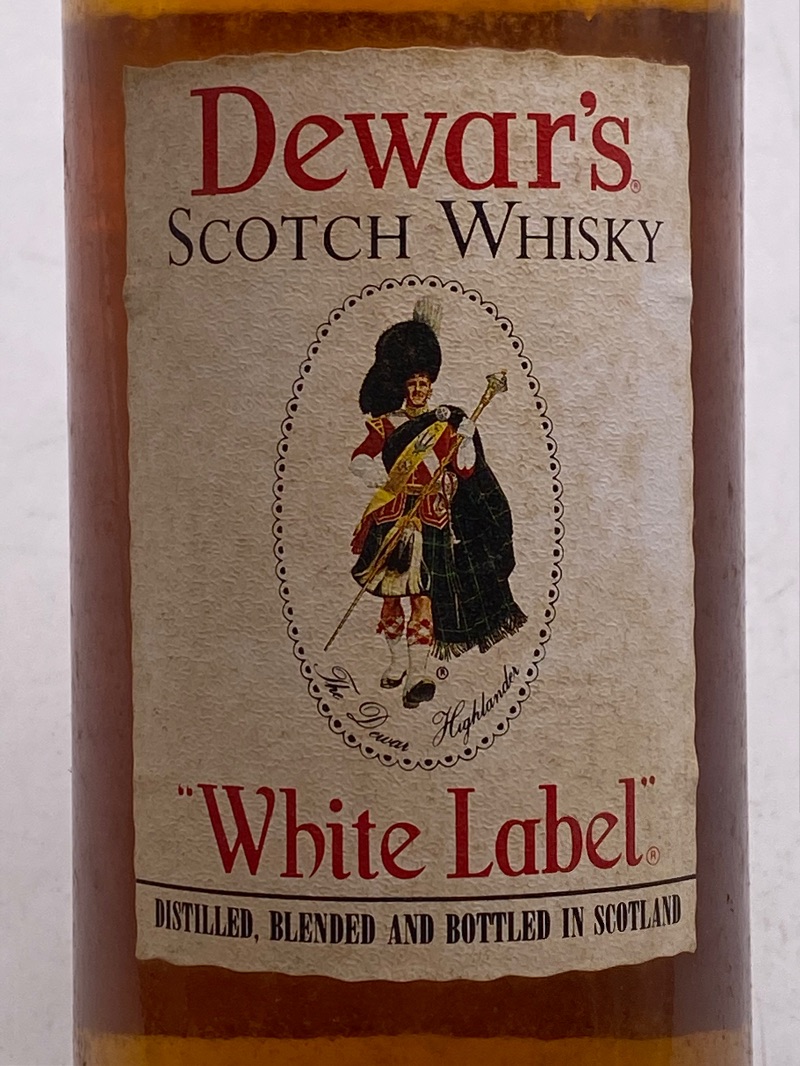 Dewar's®
SCOTCH WHISKY
®
The Dewar Highlander
"White Label"®
DISTILLED, BLENDED AND BOTTLED IN SCOTLAND